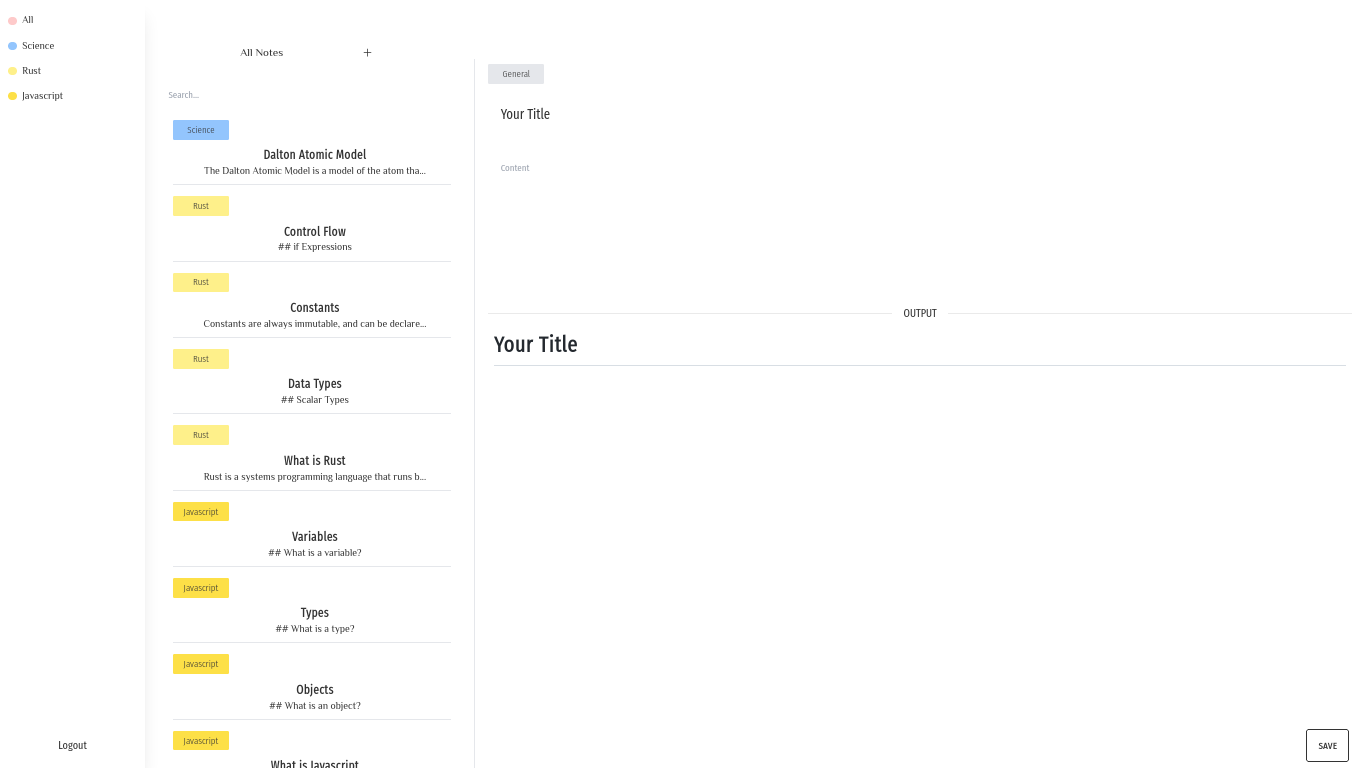 All
Science
Rust
Javascript
Logout
All Notes +
Search...
Science
Dalton Atomic Model
The Dalton Atomic Model is a model of the atom tha...
Rust
Control Flow
## if Expressions
Rust
Constants
Constants are always immutable, and can be declare...
Rust
Data Types
## Scalar Types
Rust
What is Rust
Rust is a systems programming language that runs b...
Javascript
Variables
## What is a variable?
Javascript
Types
## What is a type?
Javascript
Objects
## What is an object?
Javascript
What is Javascript
General
Your Title
Content
OUTPUT
Your Title
SAVE